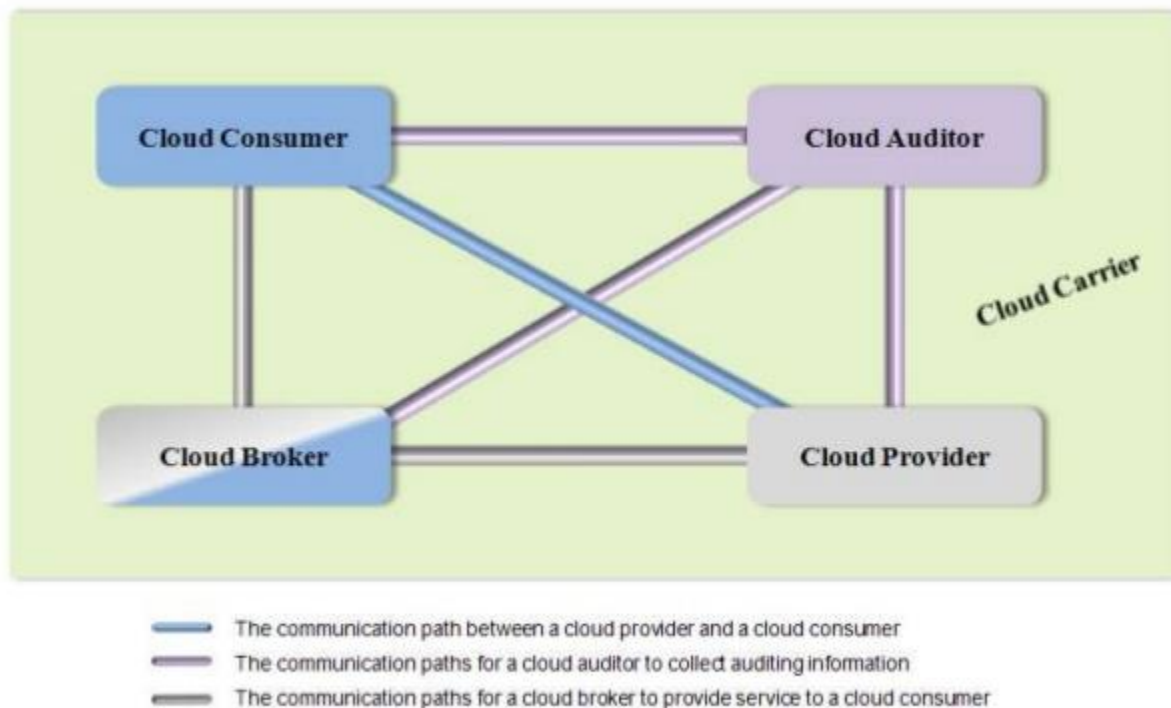 Cloud Consumer
Cloud Auditor
Cloud Carrier
Cloud Broker
Cloud Provider
The communication path between a cloud provider and a cloud consumer
The communication paths for a cloud auditor to collect auditing information
The communication paths for a cloud broker to provide service to a cloud consumer